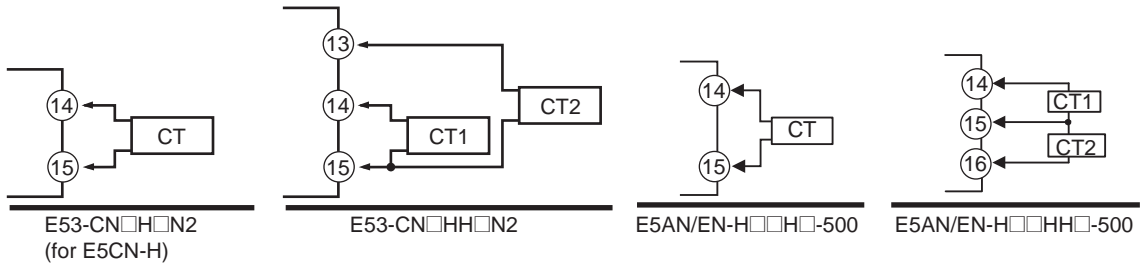 14
15
CT
E53-CN□H□N2
(for E5CN-H)
13
14
15
CT1
CT2
E53-CN□HH□N2
14
15
CT
E5AN/EN-H□□H□-500
14
15
16
CT1
CT2
E5AN/EN-H□□HH□-500